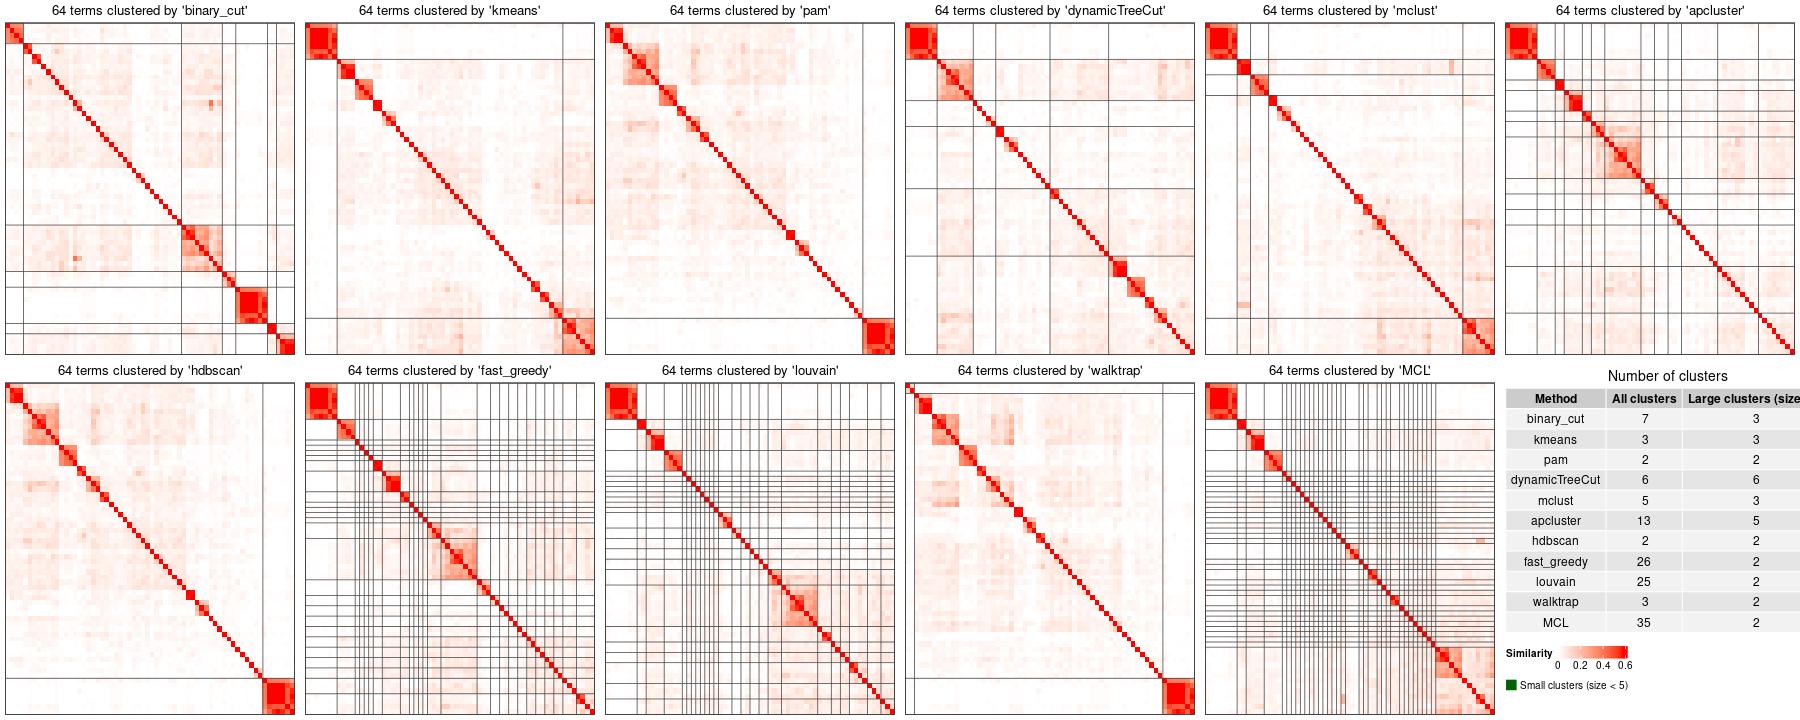 64 terms clustered by 'binary_cut'
64 terms clustered by 'kmeans'
64 terms clustered by 'pam'
64 terms clustered by 'dynamicTreeCut'
64 terms clustered by 'mclust'
64 terms clustered by 'apcluster'
64 terms clustered by 'hdbscan'
64 terms clustered by 'fast_greedy'
64 terms clustered by 'louvain'
64 terms clustered by 'walktrap'
64 terms clustered by 'MCL'
Number of clusters
Method All clusters Large clusters (size
binary_cut 7 3
kmeans 3 3
pam 2 2
dynamicTreeCut 6 6
mclust 5 3
apcluster 13 5
hdbscan 2 2
fast_greedy 26 2
louvain 25 2
walktrap 3 2
MCL 35 2
Similarity
0 0.2 0.4 0.6
Small clusters (size < 5)